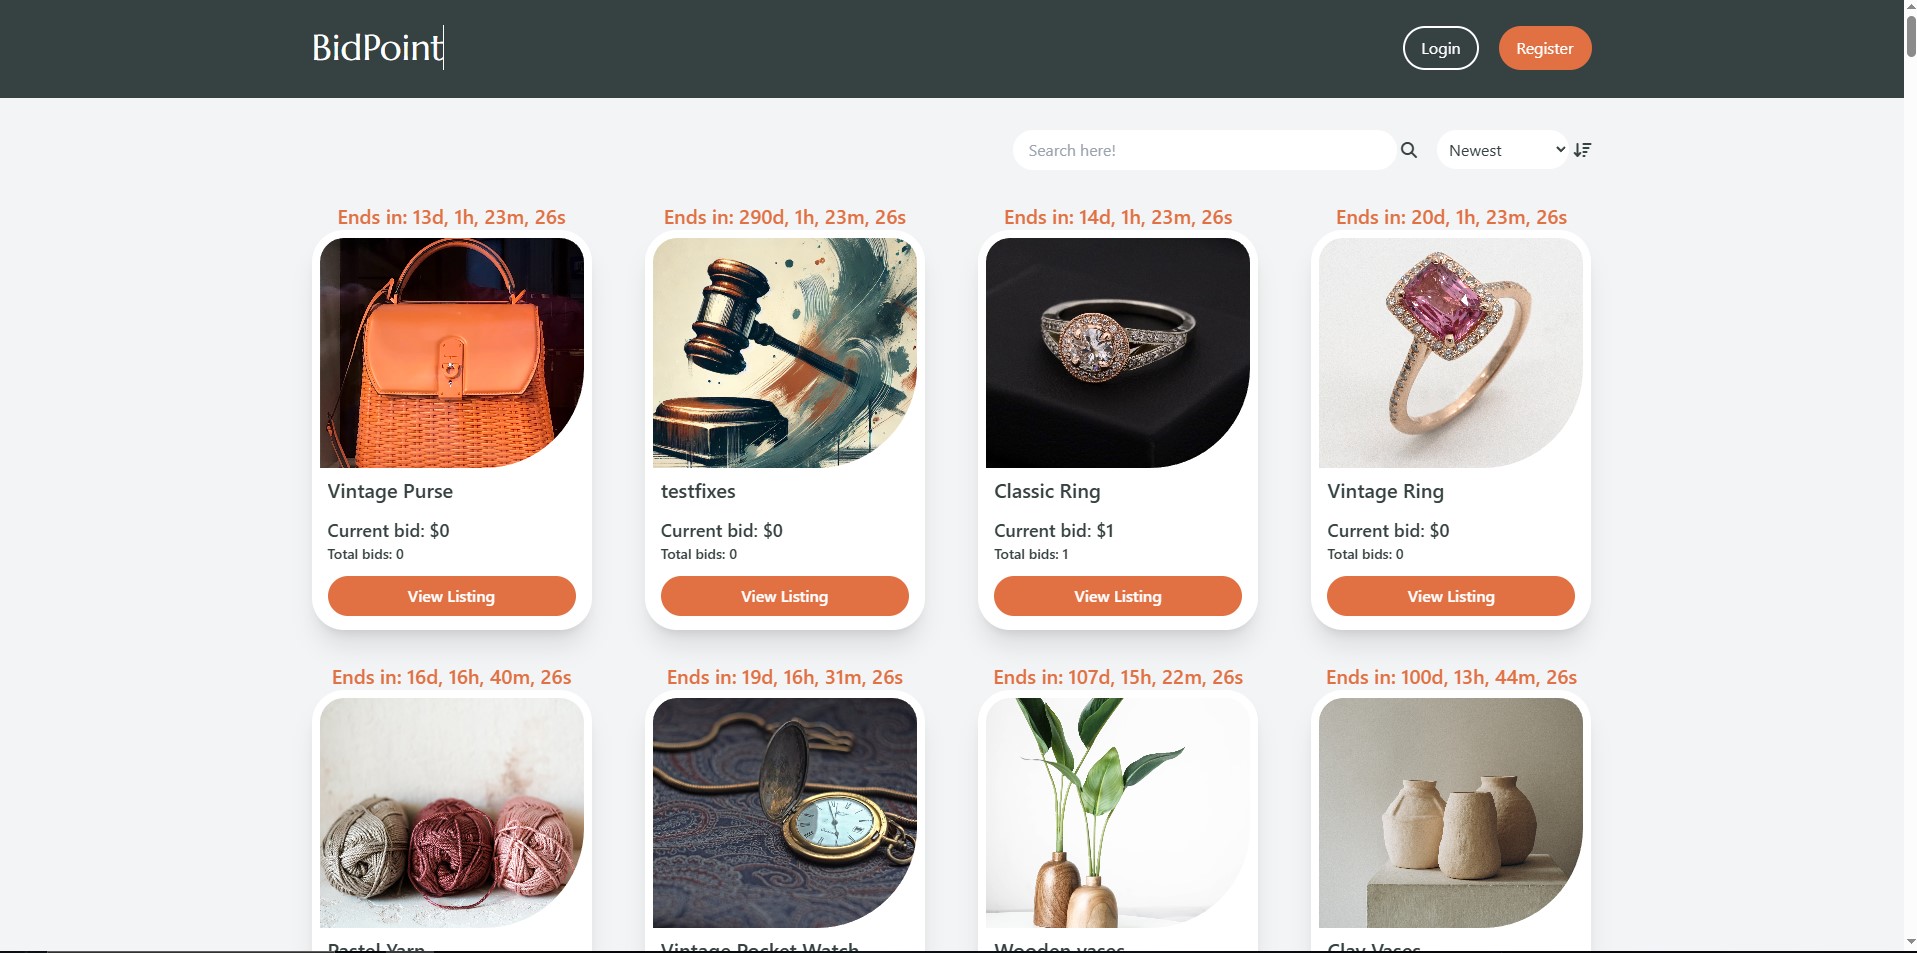 BidPoint
Login
Register
Search here!
Newest
Ends in: 13d, 1h, 23m, 26s
Ends in: 290d, 1h, 23m, 26s
Ends in: 14d, 1h, 23m, 26s
Ends in: 20d, 1h, 23m, 26s
Vintage Purse
testfixes
Classic Ring
Vintage Ring
Current bid: $0
Current bid: $0
Current bid: $1
Current bid: $0
Total bids: 0
Total bids: 0
Total bids: 1
Total bids: 0
View Listing
View Listing
View Listing
View Listing
Ends in: 16d, 16h, 40m, 26s
Ends in: 19d, 16h, 31m, 26s
Ends in: 107d, 15h, 22m, 26s
Ends in: 100d, 13h, 44m, 26s
Pastel Yarn
Vintage Pocket Watch
Wooden vases
Clay Vases